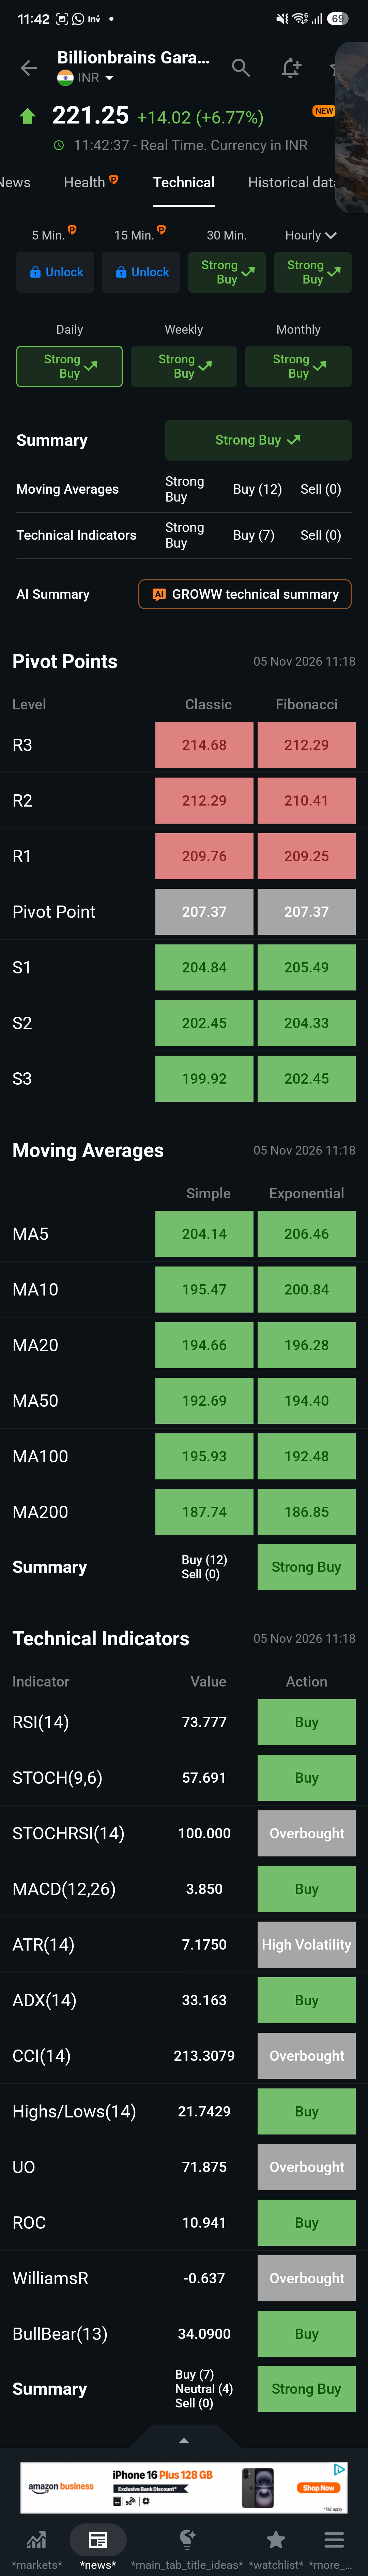 11:42 inv 69
Billionbrains Gara...
INR
221.25 +14.02 (+6.77%) NEW
11:42:37 - Real Time. Currency in INR
News Health Technical Historical data
5 Min. 15 Min. 30 Min. Hourly
Unlock Unlock Strong Buy Strong Buy
Daily Weekly Monthly
Strong Buy Strong Buy Strong Buy
Summary Strong Buy
Moving Averages Strong Buy Buy (12) Sell (0)
Technical Indicators Strong Buy Buy (7) Sell (0)
AI Summary AI GROWW technical summary
Pivot Points 05 Nov 2026 11:18
Level Classic Fibonacci
R3 214.68 212.29
R2 212.29 210.41
R1 209.76 209.25
Pivot Point 207.37 207.37
S1 204.84 205.49
S2 202.45 204.33
S3 199.92 202.45
Moving Averages 05 Nov 2026 11:18
Simple Exponential
MA5 204.14 206.46
MA10 195.47 200.84
MA20 194.66 196.28
MA50 192.69 194.40
MA100 195.93 192.48
MA200 187.74 186.85
Summary Buy (12) Sell (0) Strong Buy
Technical Indicators 05 Nov 2026 11:18
Indicator Value Action
RSI(14) 73.777 Buy
STOCH(9,6) 57.691 Buy
STOCHRSI(14) 100.000 Overbought
MACD(12,26) 3.850 Buy
ATR(14) 7.1750 High Volatility
ADX(14) 33.163 Buy
CCI(14) 213.3079 Overbought
Highs/Lows(14) 21.7429 Buy
UO 71.875 Overbought
ROC 10.941 Buy
WilliamsR -0.637 Overbought
BullBear(13) 34.0900 Buy
Summary Buy (7) Neutral (4) Sell (0) Strong Buy
amazon business iPhone 16 Plus 128 GB
Exclusive Bank Discount* Shop Now
*markets* *news* *main_tab_title_ideas* *watchlist* *more_...